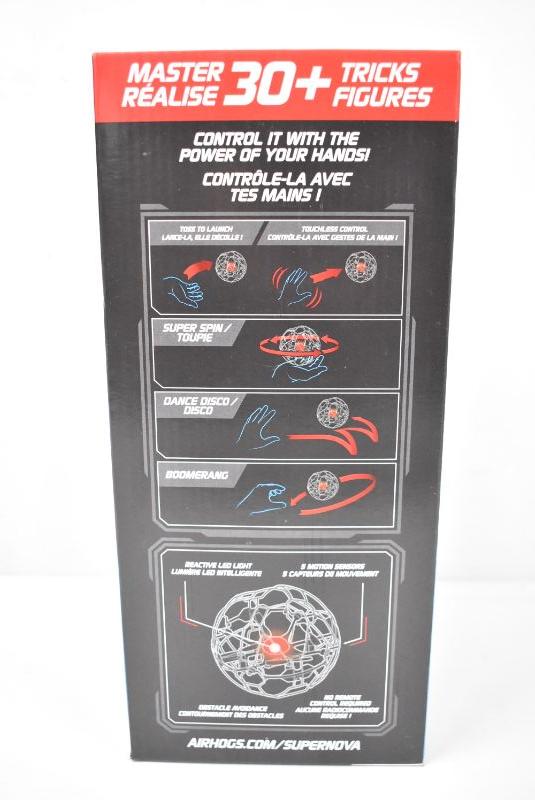 MASTER 30+ TRICKS
RÉALISE FIGURES
CONTROL IT WITH THE
POWER OF YOUR HANDS!
CONTRÔLE-LA AVEC
TES MAINS !
TOSS TO LAUNCH
LANCE-LA, ELLE DÉCOLLE !
TOUCHLESS CONTROL
CONTRÔLE-LA AVEC GESTES DE LA MAIN !
SUPER SPIN /
TOUPIE
DANCE DISCO /
DISCO
BOOMERANG
REACTIVE LED LIGHT
LUMIÈRE LED INTELLIGENTE
5 MOTION SENSORS
5 CAPTEURS DE MOUVEMENT
OBSTACLE AVOIDANCE
CONTOURNEMENT DES OBSTACLES
NO REMOTE
CONTROL REQUIRED
AUCUNE RADIOCOMMANDE
REQUISE !
AIRHOGS.COM/SUPERNOVA